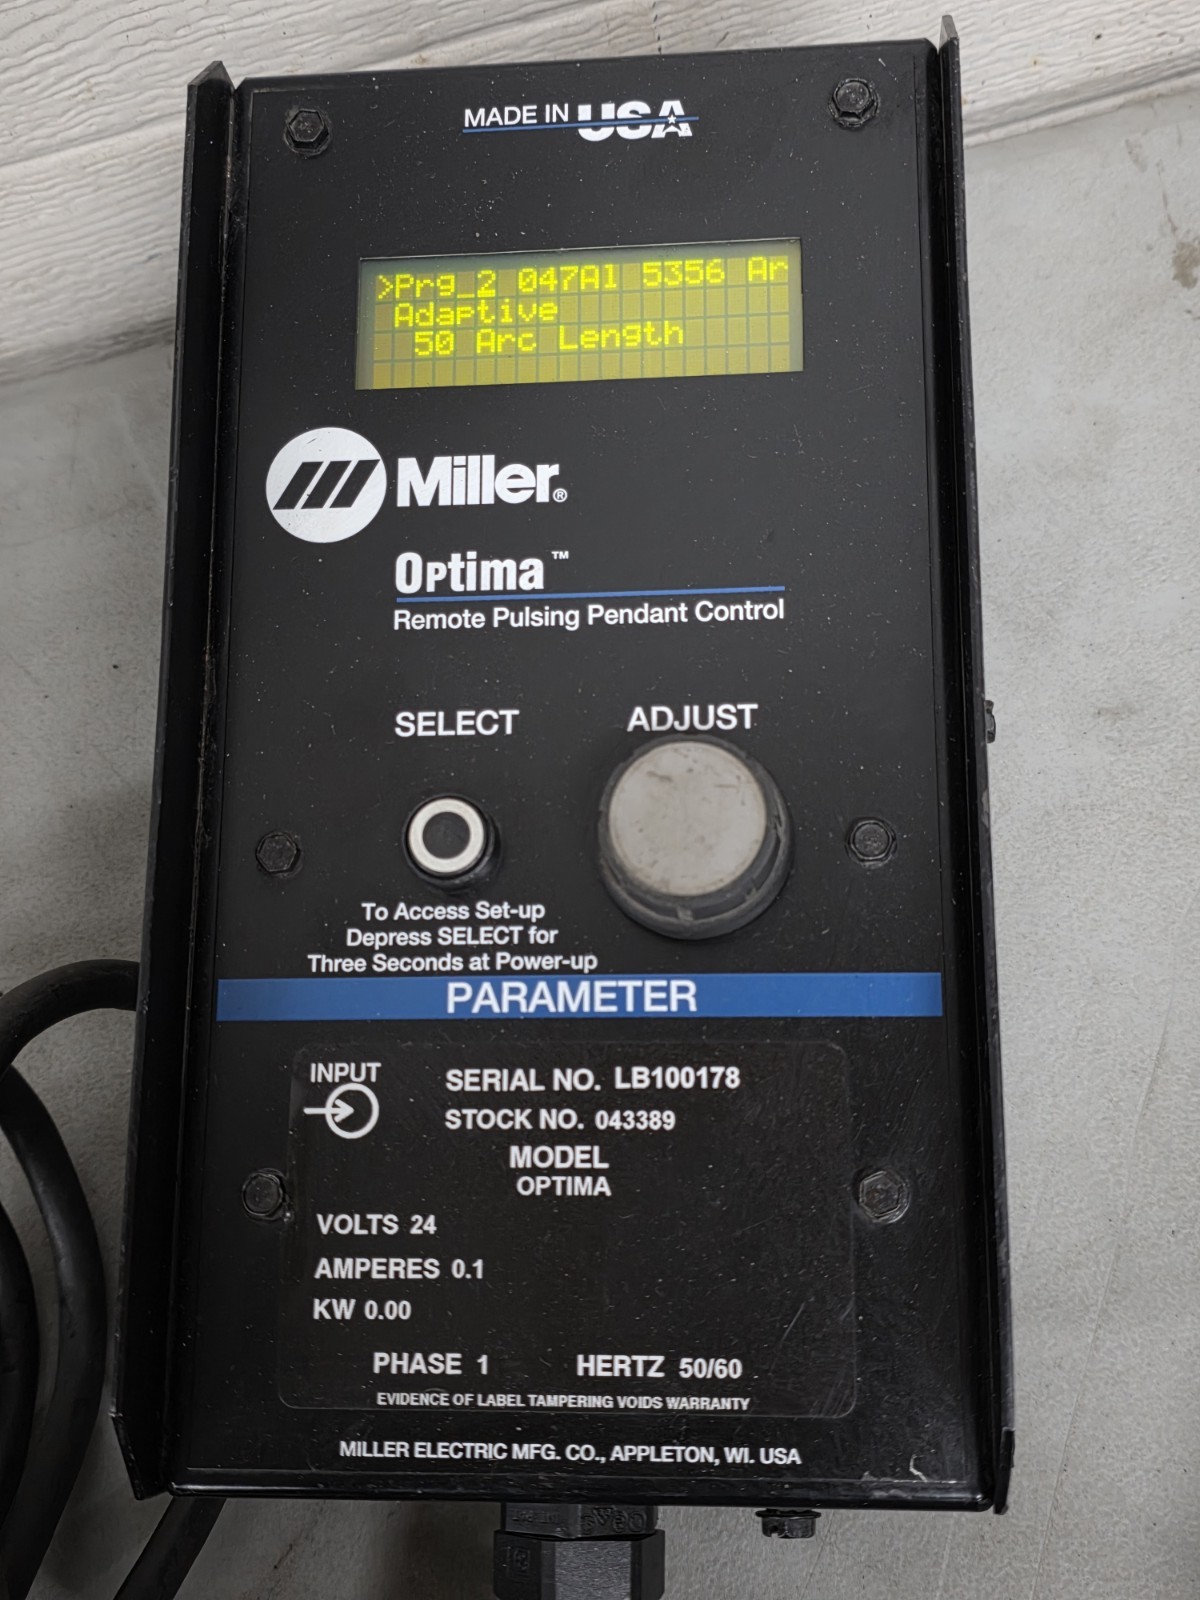 MADE IN USA
>Prg_2 047Al 5356 Ar
Adaptive
50 Arc Length
Miller®
Optima™
Remote Pulsing Pendant Control
SELECT
ADJUST
To Access Set-up
Depress SELECT for
Three Seconds at Power-up
PARAMETER
INPUT
SERIAL NO. LB100178
STOCK NO. 043389
MODEL
OPTIMA
VOLTS 24
AMPERES 0.1
KW 0.00
PHASE 1 HERTZ 50/60
EVIDENCE OF LABEL TAMPERING VOIDS WARRANTY
MILLER ELECTRIC MFG. CO., APPLETON, WI. USA